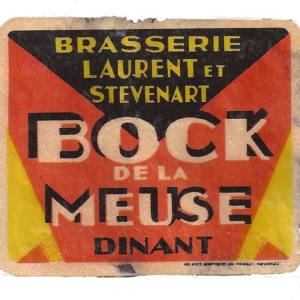 BRASSERIE
LAURENT ET
STEVENART
BOCK
DE LA
MEUSE
DINANT